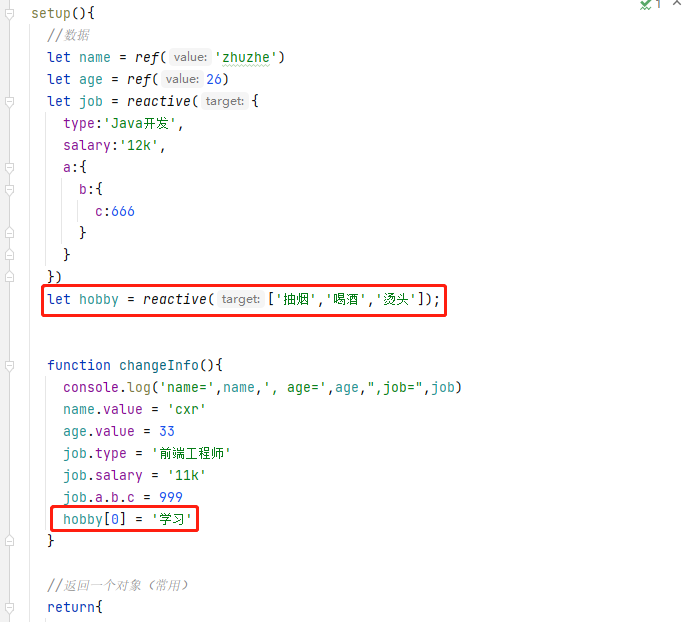 1
setup(){
//数据
let name = ref( value: 'zhuzhe')
let age = ref( value: 26)
let job = reactive( target: {
type:'Java开发',
salary:'12k',
a:{
b:{
c:666
}
}
})
let hobby = reactive( target: ['抽烟','喝酒','烫头']);
function changeInfo(){
console.log('name=',name,', age=',age,",job=",job)
name.value = 'cxr'
age.value = 33
job.type = '前端工程师'
job.salary = '11k'
job.a.b.c = 999
hobby[0] = '学习'
}
//返回一个对象（常用）
return{